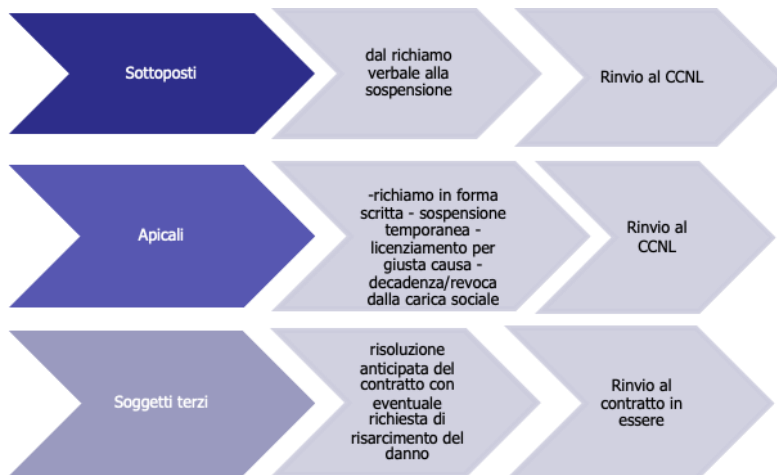 Sottoposti
dal richiamo
verbale alla
sospensione
Rinvio al CCNL
Apicali
-richiamo in forma
scritta - sospensione
temporanea -
licenziamento per
giusta causa -
decadenza/revoca
dalla carica sociale
Rinvio al
CCNL
Soggetti terzi
risoluzione
anticipata del
contratto con
eventuale
richiesta di
risarcimento del
danno
Rinvio al
contratto in
essere